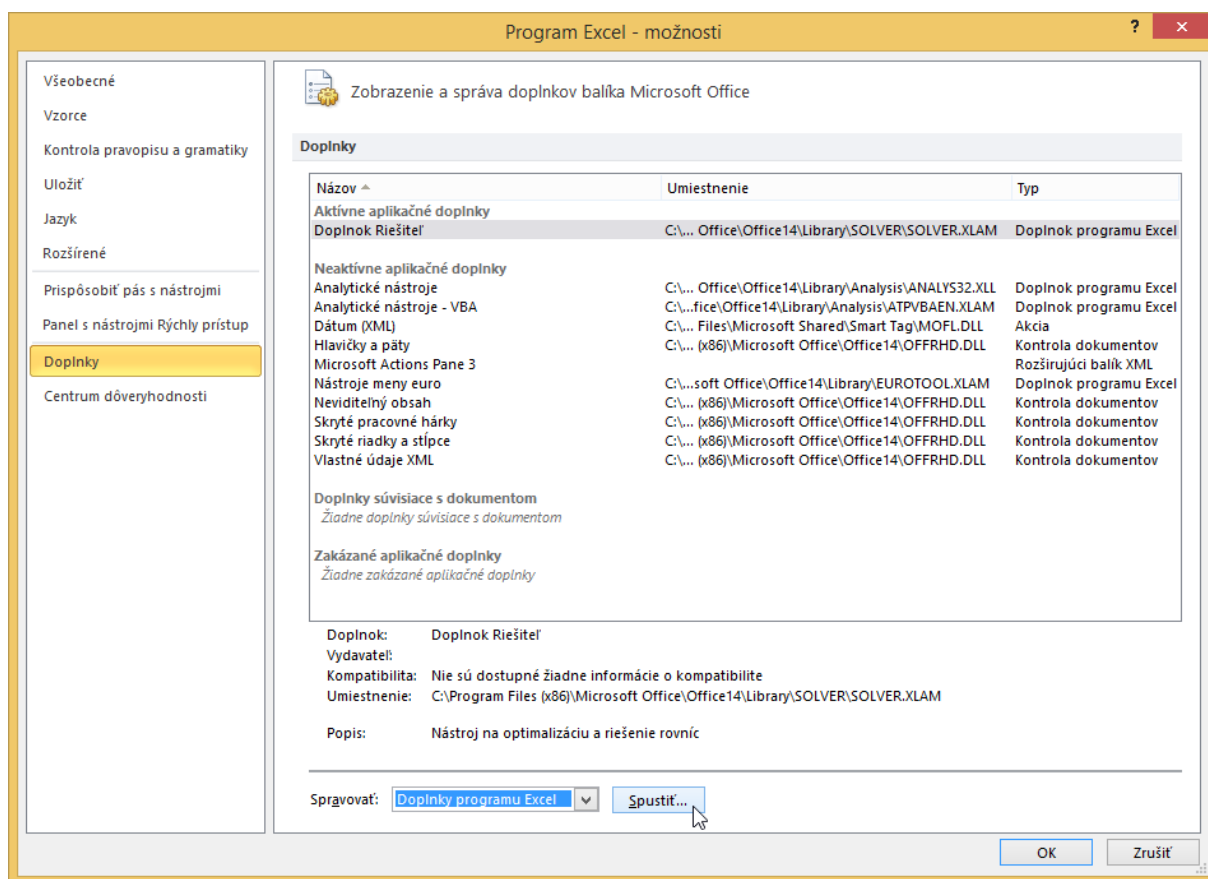 Program Excel - možnosti
?
Všeobecné
Vzorce
Kontrola pravopisu a gramatiky
Uložiť
Jazyk
Rozšírené
Prispôsobiť pás s nástrojmi
Panel s nástrojmi Rýchly prístup
Doplnky
Centrum dôveryhodnosti
Zobrazenie a správa doplnkov balíka Microsoft Office
Doplnky
Názov Umiestnenie Typ
Aktívne aplikačné doplnky
Doplnok Riešiteľ C:\... Office\Office14\Library\SOLVER\SOLVER.XLAM Doplnok programu Excel
Neaktívne aplikačné doplnky
Analytické nástroje C:\... Office\Office14\Library\Analysis\ANALYS32.XLL Doplnok programu Excel
Analytické nástroje - VBA C:\...fice\Office14\Library\Analysis\ATPVBAEN.XLAM Doplnok programu Excel
Dátum (XML) C:\... Files\Microsoft Shared\Smart Tag\MOFL.DLL Akcia
Hlavičky a päty C:\... (x86)\Microsoft Office\Office14\OFFRHD.DLL Kontrola dokumentov
Microsoft Actions Pane 3 Rozširujúci balík XML
Nástroje meny euro C:\...soft Office\Office14\Library\EUROTOOL.XLAM Doplnok programu Excel
Neviditeľný obsah C:\... (x86)\Microsoft Office\Office14\OFFRHD.DLL Kontrola dokumentov
Skryté pracovné hárky C:\... (x86)\Microsoft Office\Office14\OFFRHD.DLL Kontrola dokumentov
Skryté riadky a stĺpce C:\... (x86)\Microsoft Office\Office14\OFFRHD.DLL Kontrola dokumentov
Vlastné údaje XML C:\... (x86)\Microsoft Office\Office14\OFFRHD.DLL Kontrola dokumentov
Doplnky súvisiace s dokumentom
Žiadne doplnky súvisiace s dokumentom
Zakázané aplikačné doplnky
Žiadne zakázané aplikačné doplnky
Doplnok: Doplnok Riešiteľ
Vydavateľ:
Kompatibilita: Nie sú dostupné žiadne informácie o kompatibilite
Umiestnenie: C:\Program Files (x86)\Microsoft Office\Office14\Library\SOLVER\SOLVER.XLAM
Popis: Nástroj na optimalizáciu a riešenie rovníc
Spravovať: Doplnky programu Excel Spustiť...
OK Zrušiť